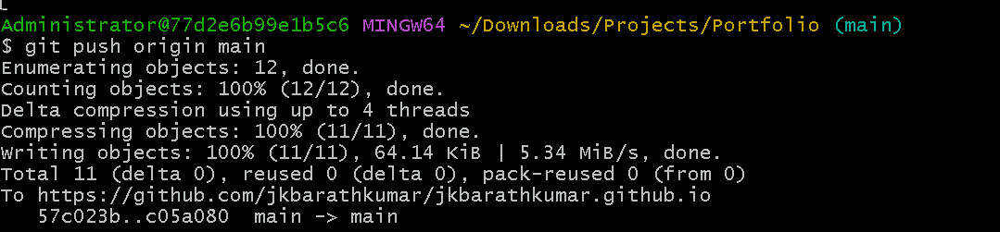 Administrator@77d2e6b99e1b5c6 MINGW64 ~/Downloads/Projects/Portfolio (main)
$ git push origin main
Enumerating objects: 12, done.
Counting objects: 100% (12/12), done.
Delta compression using up to 4 threads
Compressing objects: 100% (11/11), done.
Writing objects: 100% (11/11), 64.14 KiB | 5.34 MiB/s, done.
Total 11 (delta 0), reused 0 (delta 0), pack-reused 0 (from 0)
To https://github.com/jkbarathkumar/jkbarathkumar.github.io
   57c023b..c05a080  main -> main